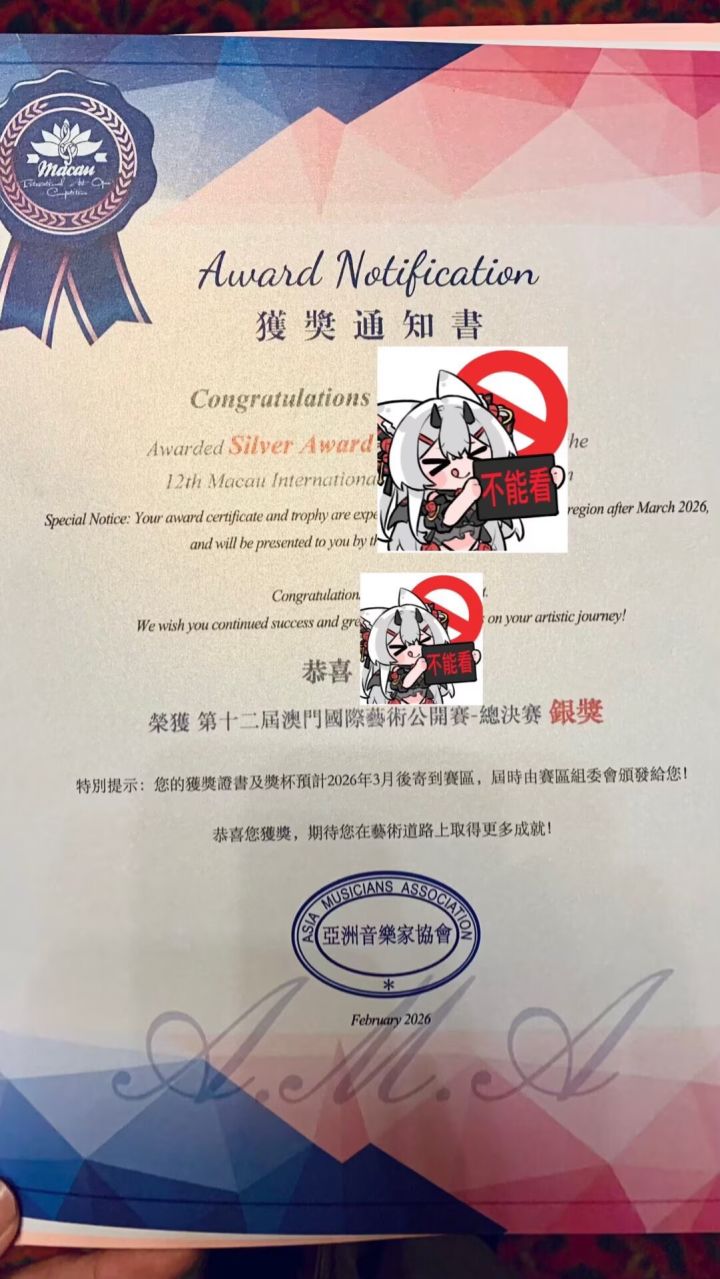 Macau
International Art Open
Competition
Award Notification
獲獎通知書
Congratulations
Awarded Silver Award he
12th Macau Internationa
不能看
Special Notice: Your award certificate and trophy are expe region after March 2026,
and will be presented to you by th
Congratulation t.
We wish you continued success and gre on your artistic journey!
不能看
恭喜
榮獲 第十二屆澳門國際藝術公開賽-總決賽 銀獎
特別提示：您的獲獎證書及獎杯預計2026年3月後寄到賽區，屆時由賽區組委會頒發給您！
恭喜您獲獎，期待您在藝術道路上取得更多成就！
ASIA MUSICIANS ASSOCIATION
亞洲音樂家協會
*
February 2026
A.M.A